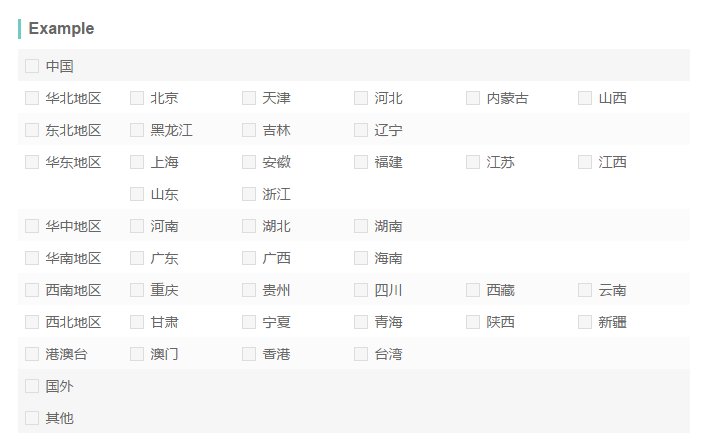 Example
中国
华北地区 北京 天津 河北 内蒙古 山西
东北地区 黑龙江 吉林 辽宁
华东地区 上海 安徽 福建 江苏 江西
山东 浙江
华中地区 河南 湖北 湖南
华南地区 广东 广西 海南
西南地区 重庆 贵州 四川 西藏 云南
西北地区 甘肃 宁夏 青海 陕西 新疆
港澳台 澳门 香港 台湾
国外
其他